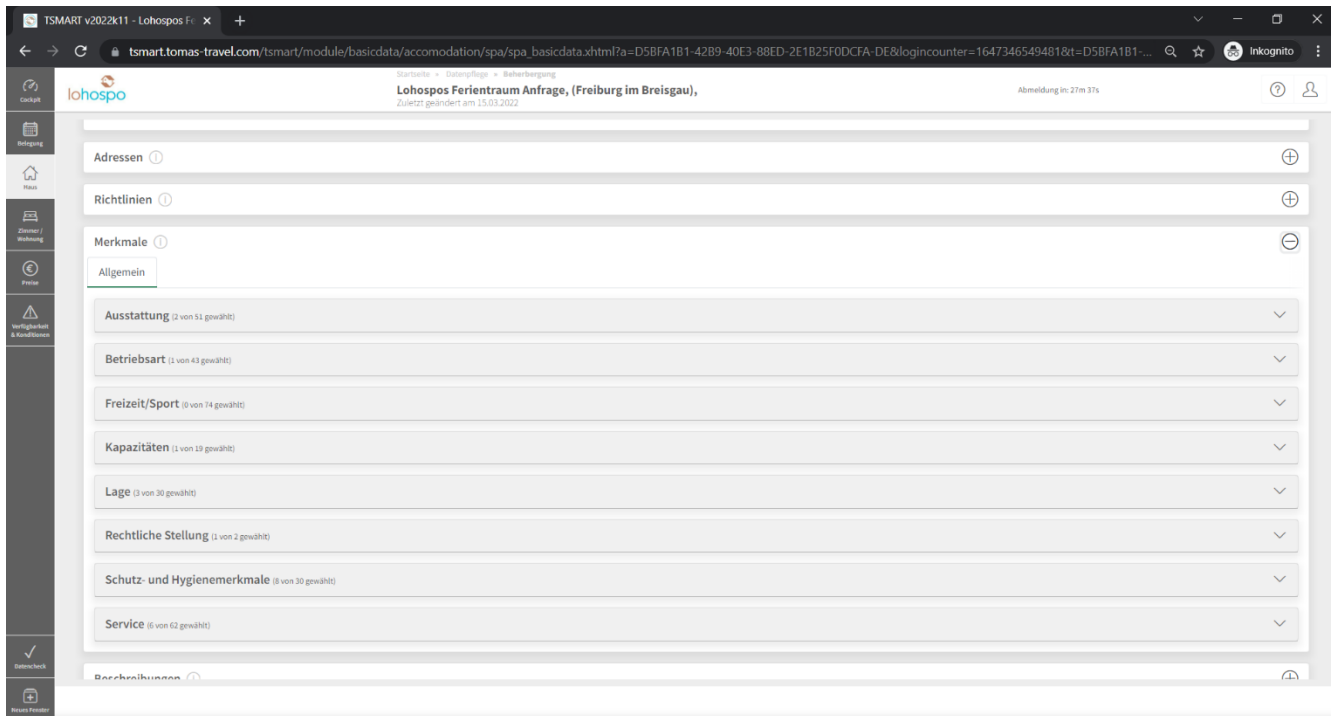 TSMART v2022k11 - Lohospos Fe
tsmart.tomas-travel.com/tsmart/module/basicdata/accomodation/spa/spa_basicdata.xhtml?a=D5BFA1B1-42B9-40E3-88ED-2E1B25F0DCFA-DE&logincounter=1647346549481&t=D5BFA1B1-...
Inkognito
Cockpit
lohospo
Startseite » Datenpflege » Beherbergung
Lohospos Ferientraum Anfrage, (Freiburg im Breisgau),
Zuletzt geändert am 15.03.2022
Abmeldung in: 27m 37s
Belegung
Haus
Zimmer /
Wohnung
Preise
Verfügbarkeit
& Konditionen
Datencheck
Neues Fenster
Adressen
Richtlinien
Merkmale
Allgemein
Ausstattung (2 von 51 gewählt)
Betriebsart (1 von 43 gewählt)
Freizeit/Sport (0 von 74 gewählt)
Kapazitäten (1 von 19 gewählt)
Lage (3 von 30 gewählt)
Rechtliche Stellung (1 von 2 gewählt)
Schutz- und Hygienemerkmale (8 von 30 gewählt)
Service (6 von 62 gewählt)
Beschreibungen